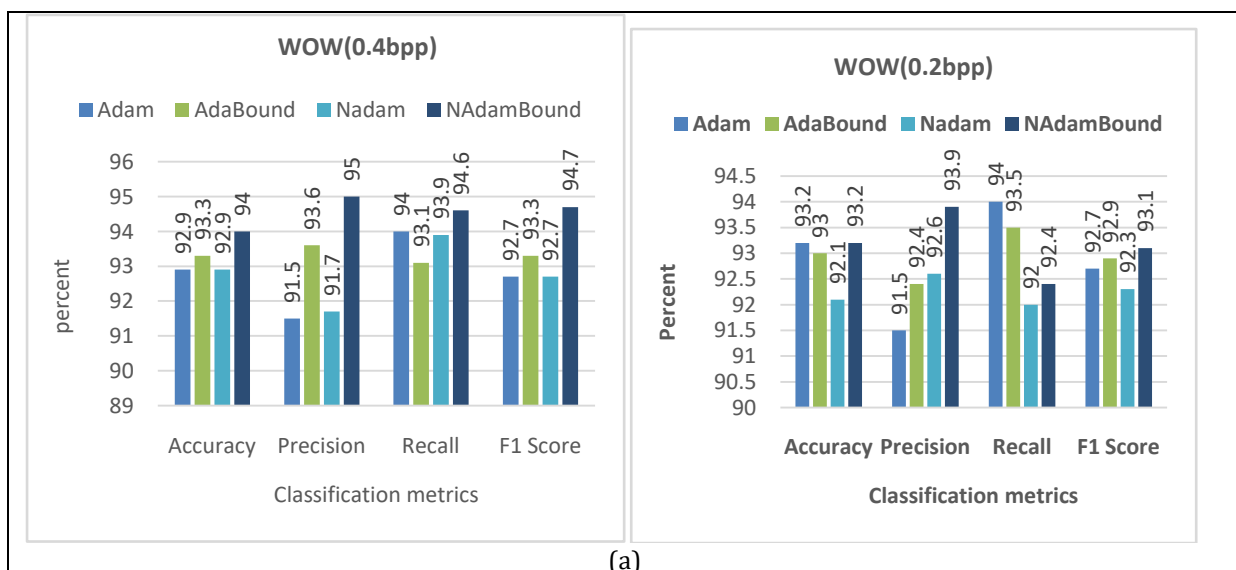 WOW(0.4bpp)
Adam AdaBound Nadam NAdamBound
percent
96
95
94
93
92
91
90
89
92.9 93.3 92.9 94
91.5 93.6 91.7 95
94 93.1 93.9 94.6
92.7 93.3 92.7 94.7
Accuracy Precision Recall F1 Score
Classification metrics
WOW(0.2bpp)
Adam AdaBound Nadam NAdamBound
Percent
94.5
94
93.5
93
92.5
92
91.5
91
90.5
90
93.2 93 92.1 93.2
91.5 92.4 92.6 93.9
94 93.5 92 92.4
92.7 92.9 92.3 93.1
Accuracy Precision Recall F1 Score
Classification metrics
(a)